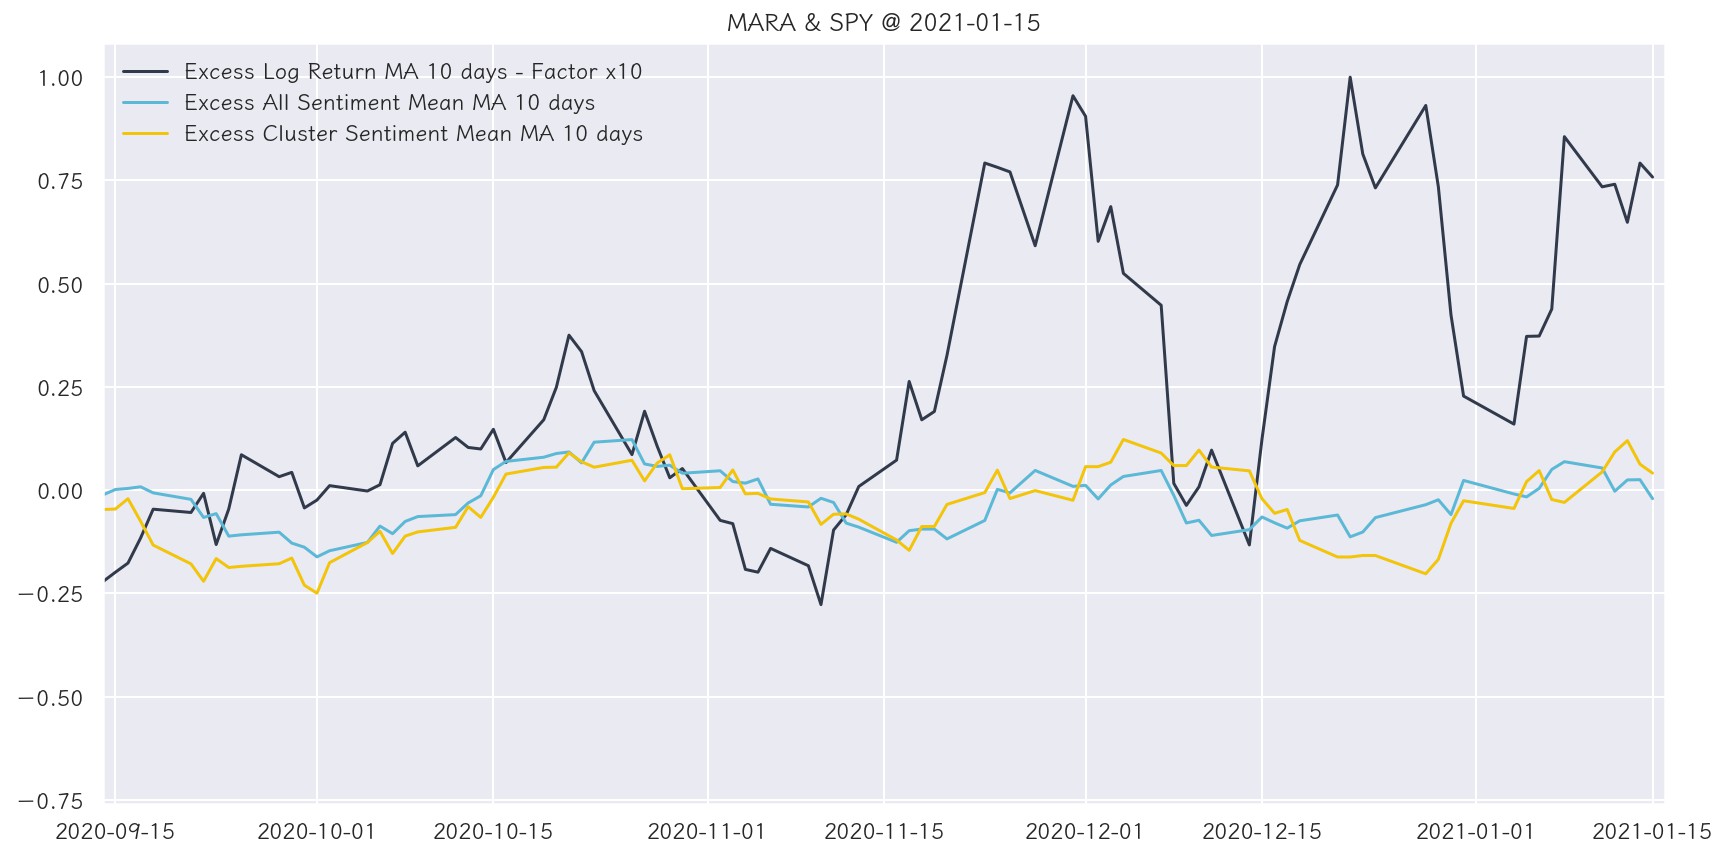 MARA & SPY @ 2021-01-15
Excess Log Return MA 10 days - Factor x10
Excess All Sentiment Mean MA 10 days
Excess Cluster Sentiment Mean MA 10 days
1.00
0.75
0.50
0.25
0.00
−0.25
−0.50
−0.75
2020-09-15 2020-10-01 2020-10-15 2020-11-01 2020-11-15 2020-12-01 2020-12-15 2021-01-01 2021-01-15